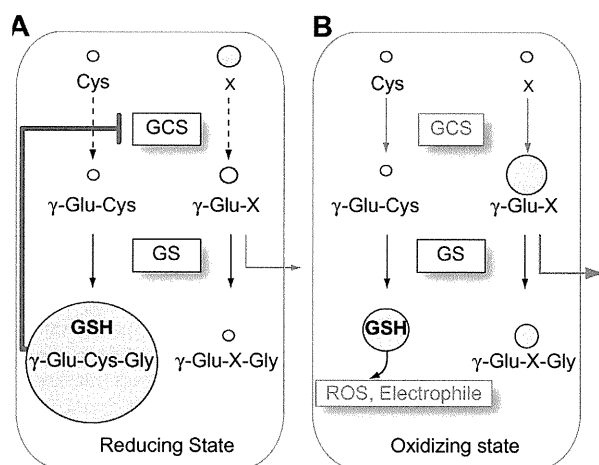 A
Cys
X
GCS
γ-Glu-Cys
γ-Glu-X
GS
GSH
γ-Glu-Cys-Gly
γ-Glu-X-Gly
Reducing State
B
Cys
X
GCS
γ-Glu-Cys
γ-Glu-X
GS
GSH
γ-Glu-X-Gly
ROS, Electrophile
Oxidizing state